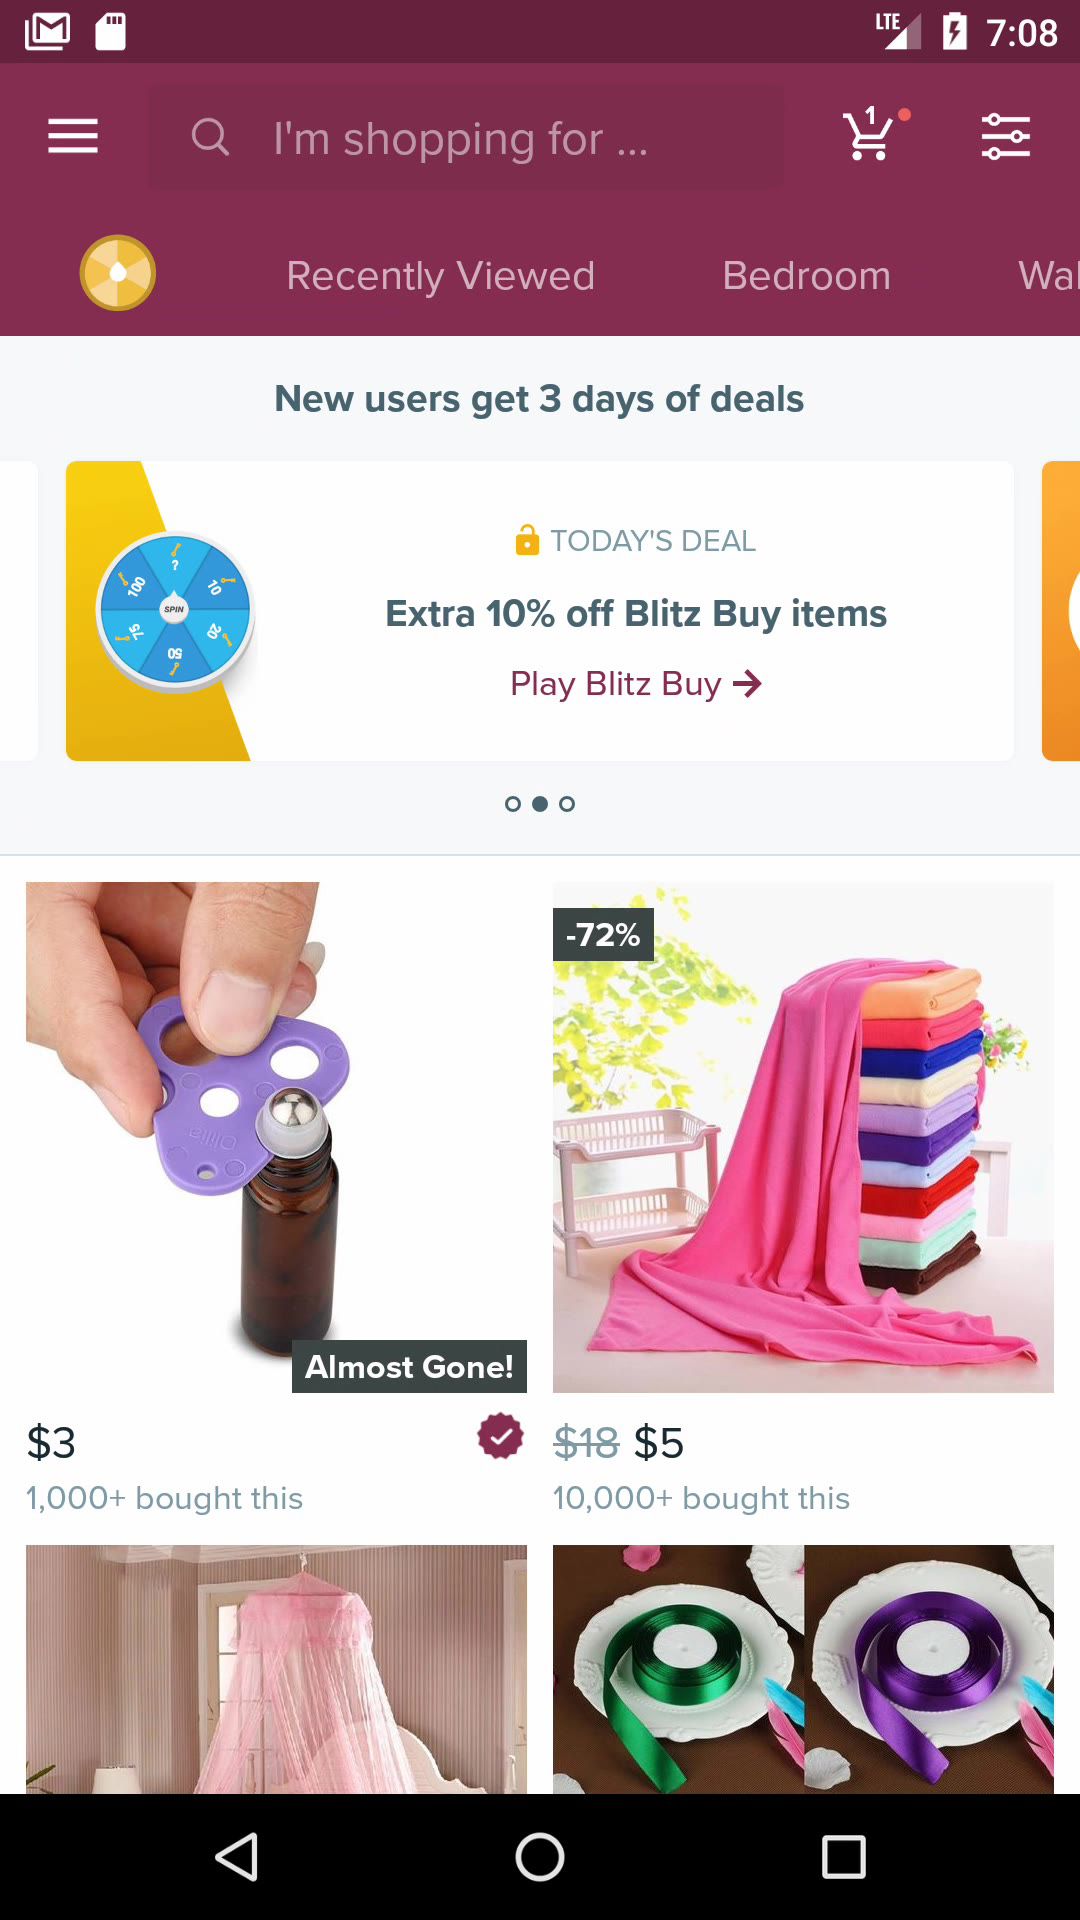 LTE 7:08
I'm shopping for ...
1
Recently Viewed Bedroom Wal
New users get 3 days of deals
TODAY'S DEAL
Extra 10% off Blitz Buy items
Play Blitz Buy
? 10 20 50 75 100
SPIN
-72%
Almost Gone!
$3
$18 $5
1,000+ bought this
10,000+ bought this